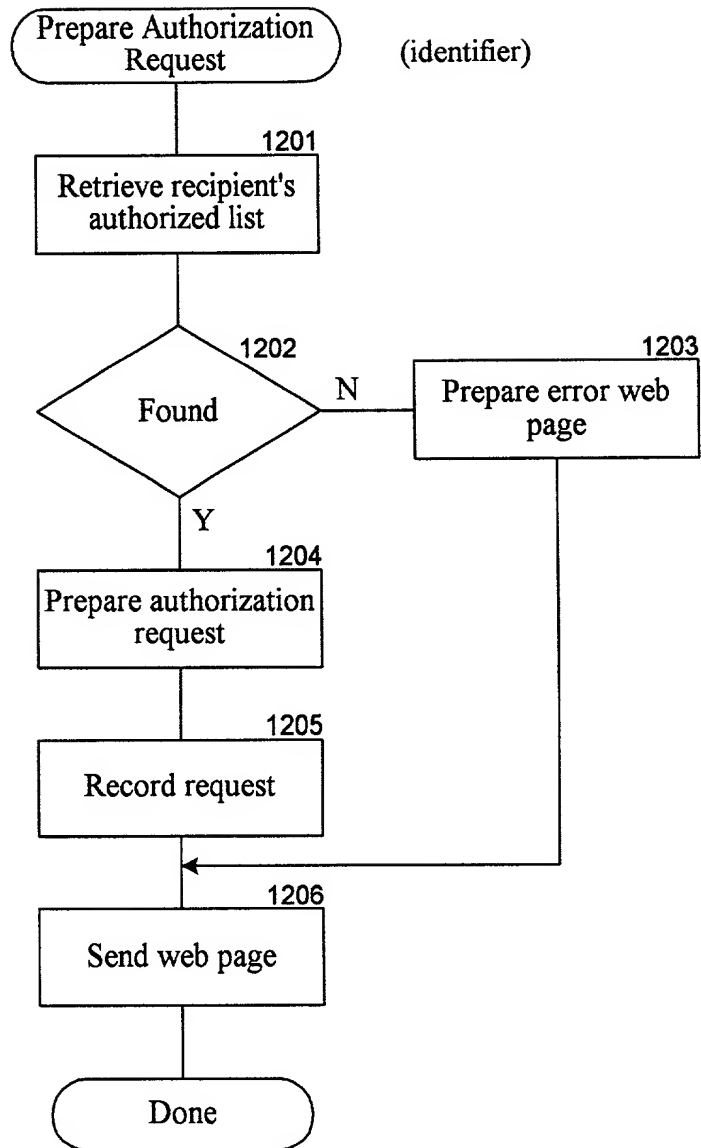 Prepare Authorization
Request
(identifier)
1201
Retrieve recipient's
authorized list
1202
Found
N
1203
Prepare error web
page
Y
1204
Prepare authorization
request
1205
Record request
1206
Send web page
Done